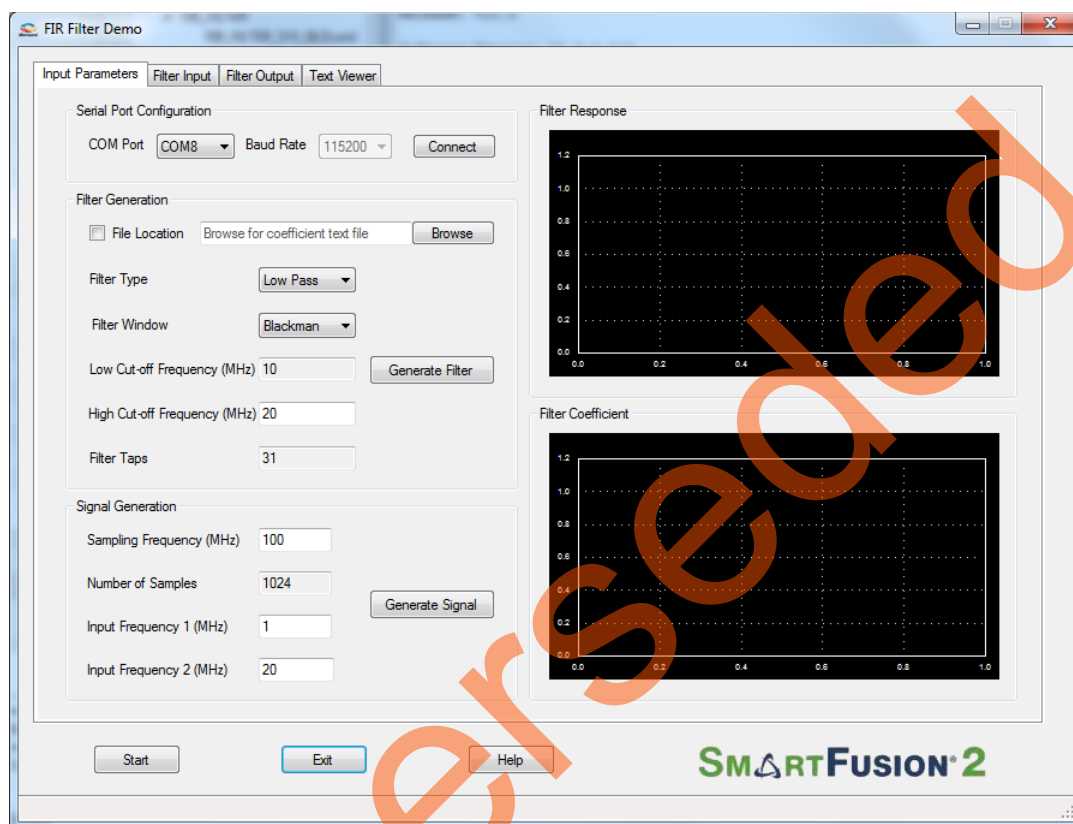 FIR Filter Demo
Input Parameters Filter Input Filter Output Text Viewer
Serial Port Configuration
COM Port COM8 Baud Rate 115200 Connect
Filter Generation
File Location Browse for coefficient text file Browse
Filter Type Low Pass
Filter Window Blackman
Low Cut-off Frequency (MHz) 10 Generate Filter
High Cut-off Frequency (MHz) 20
Filter Taps 31
Signal Generation
Sampling Frequency (MHz) 100
Number of Samples 1024
Generate Signal
Input Frequency 1 (MHz) 1
Input Frequency 2 (MHz) 20
Filter Response
1.2
1.0
0.8
0.6
0.4
0.2
0.0
0.0 0.2 0.4 0.6 0.8 1.0
Filter Coefficient
1.2
1.0
0.8
0.6
0.4
0.2
0.0
0.0 0.2 0.4 0.6 0.8 1.0
Start Exit Help
SMARTFUSION® 2
erseded